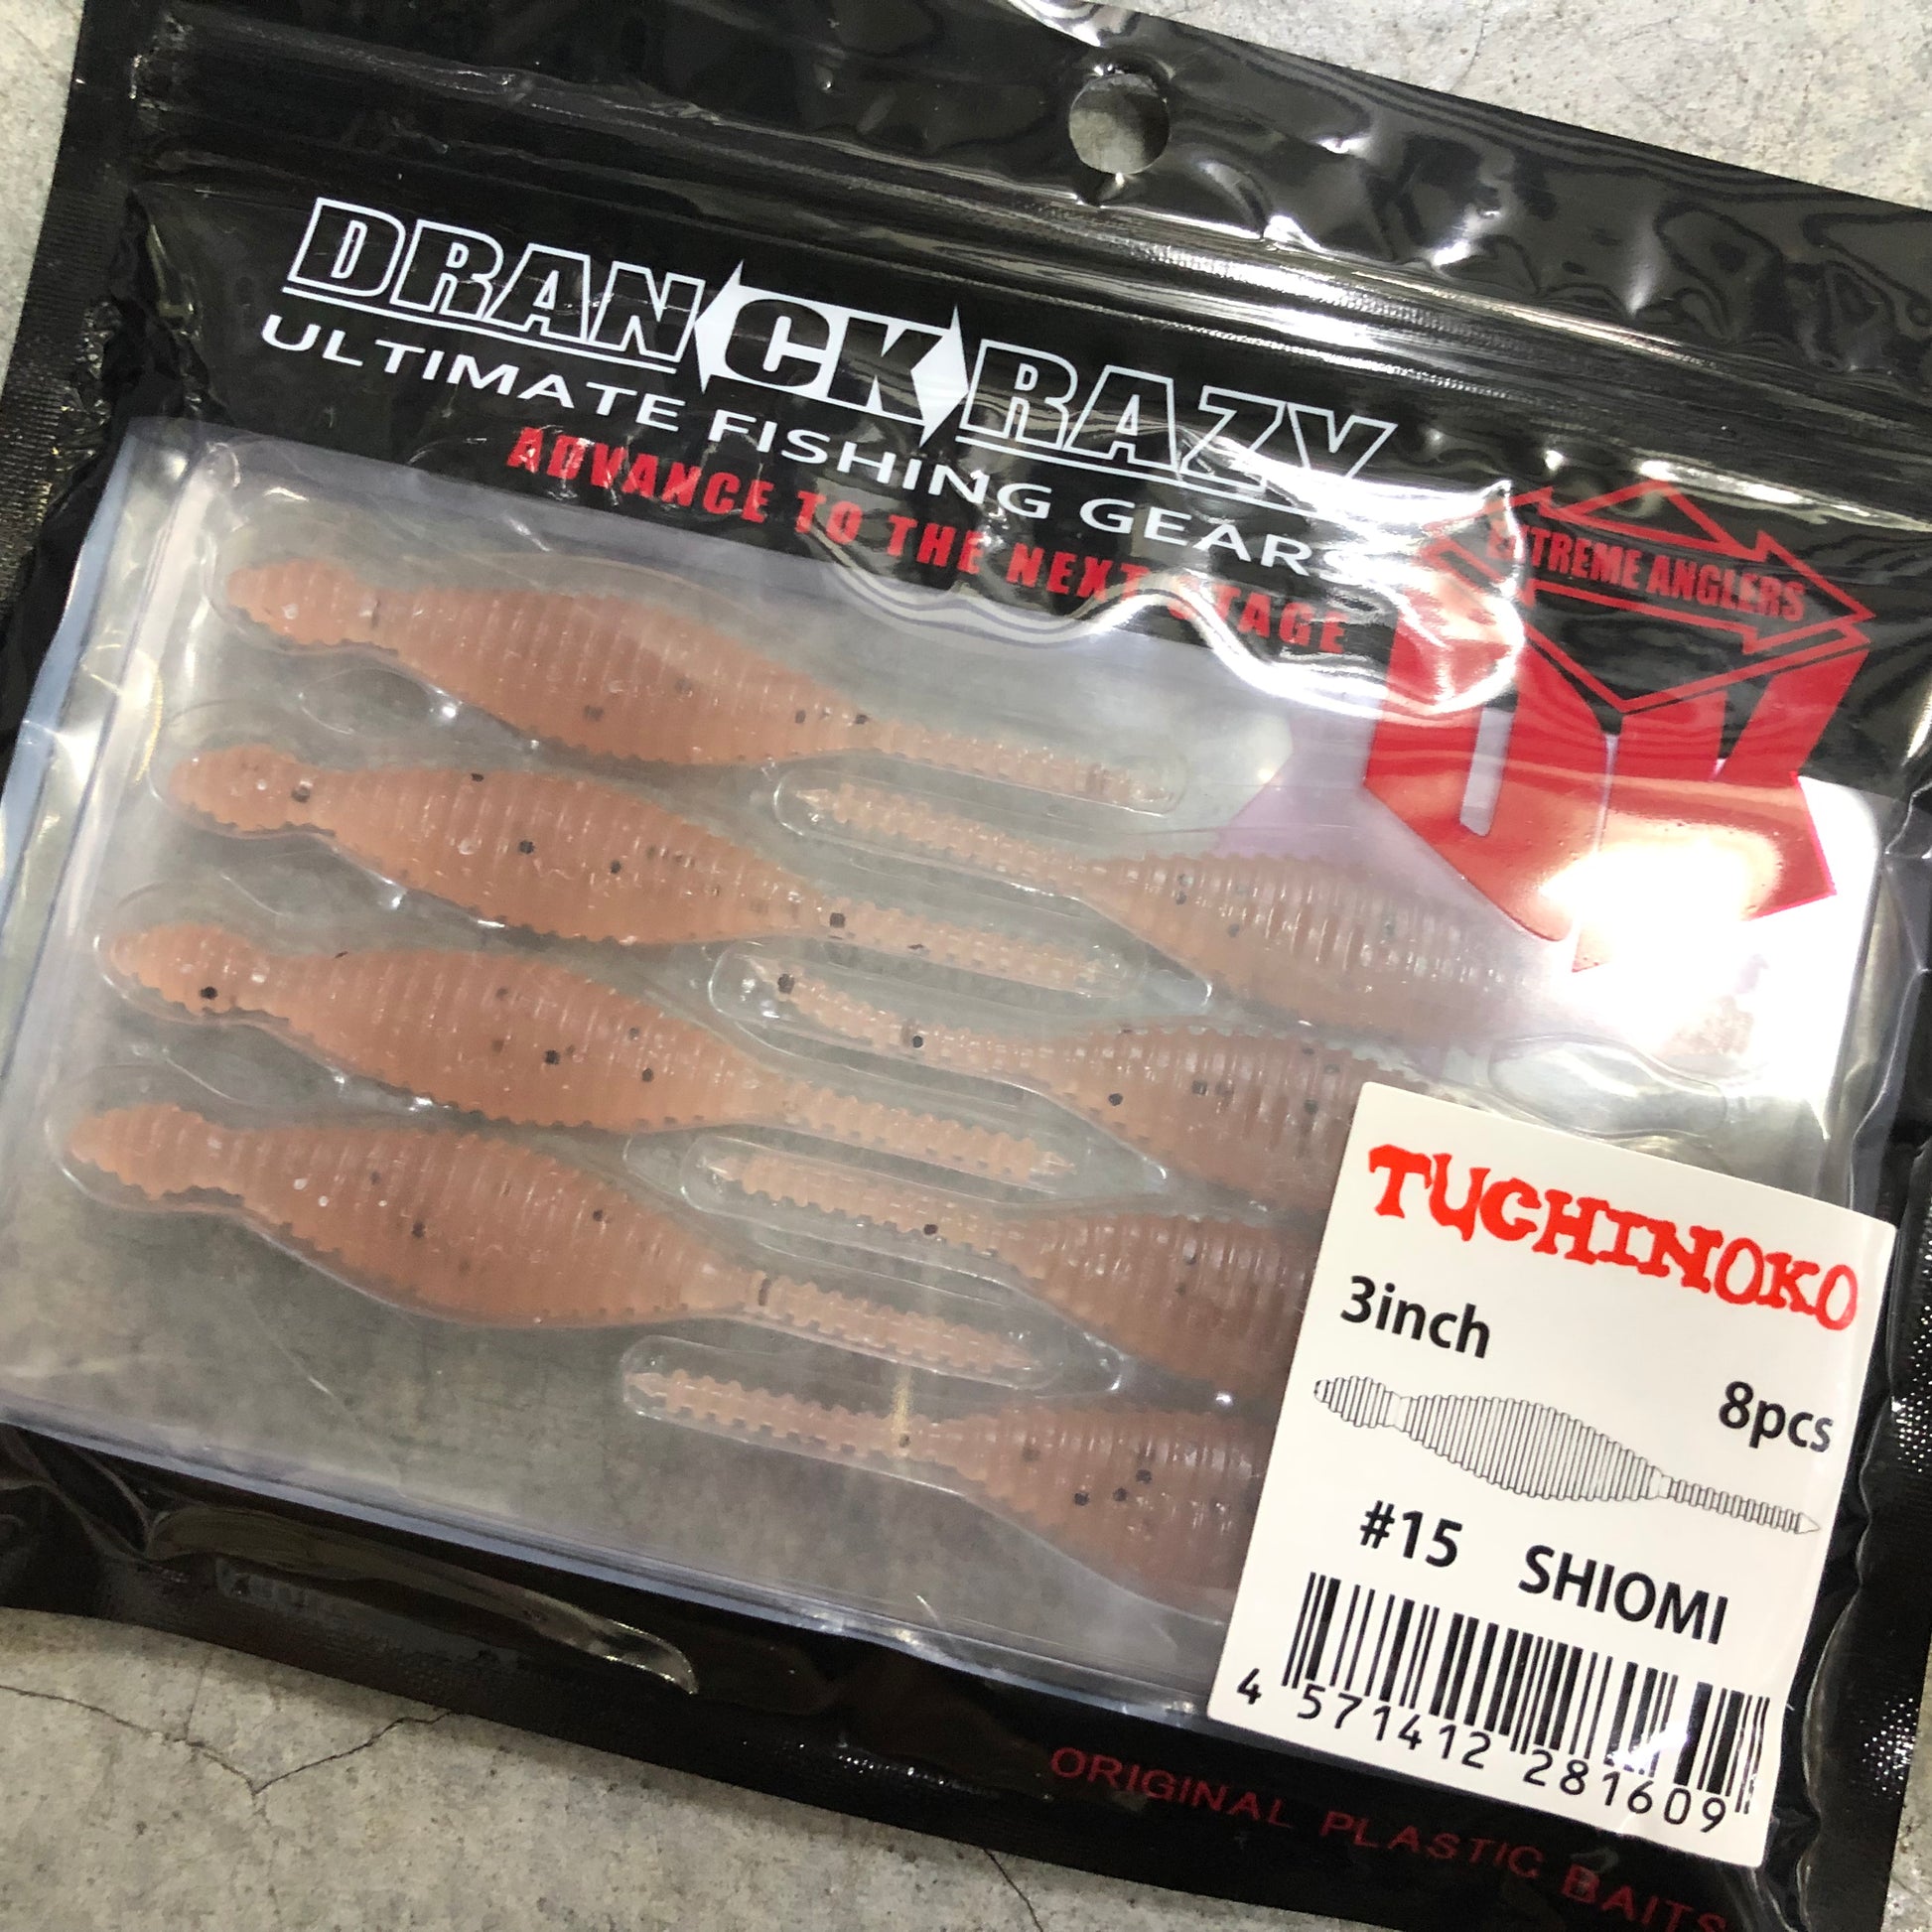 DRANCKRAZY
ULTIMATE FISHING GEARS
ADVANCE TO THE NEXT STAGE
EXTREME ANGLERS
TUCHINOKO
3inch
8pcs
#15 SHIOMI
4 571412 281609
ORIGINAL PLASTIC BAITS